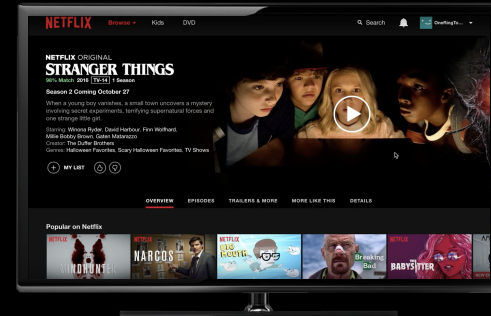 NETFLIX Browse Kids DVD Search OneRingTo...
NETFLIX ORIGINAL
STRANGER THINGS
98% Match 2016 TV-14 1 Season
Season 2 Coming October 27
When a young boy vanishes, a small town uncovers a mystery
involving secret experiments, terrifying supernatural forces and
one strange little girl.
Starring: Winona Ryder, David Harbour, Finn Wolfhard,
Millie Bobby Brown, Gaten Matarazzo
Creator: The Duffer Brothers
Genres: Halloween Favorites, Scary Halloween Favorites, TV Shows
MY LIST
OVERVIEW EPISODES TRAILERS & MORE MORE LIKE THIS DETAILS
Popular on Netflix
NETFLIX NETFLIX NETFLIX NETFLIX
MINDHUNTER NARCOS BIG MOUTH Breaking Bad THE BABYSITTER